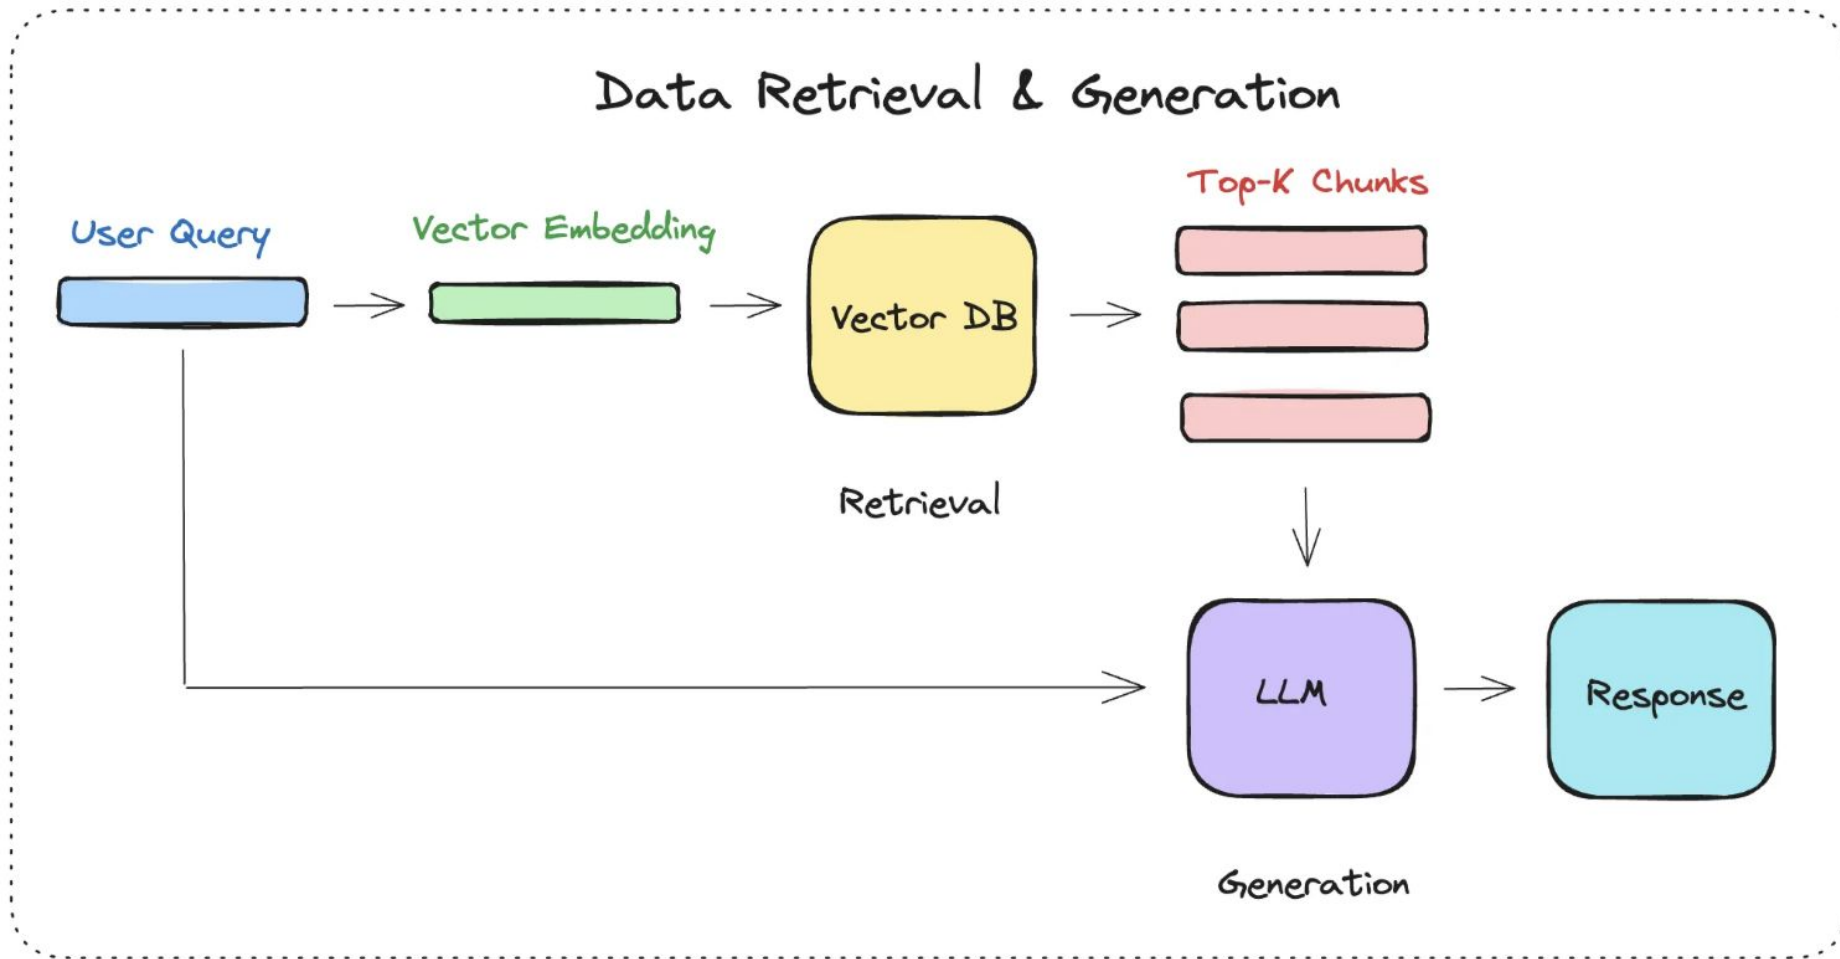 Data Retrieval & Generation
User Query
Vector Embedding
Vector DB
Top-K Chunks
Retrieval
LLM
Response
Generation